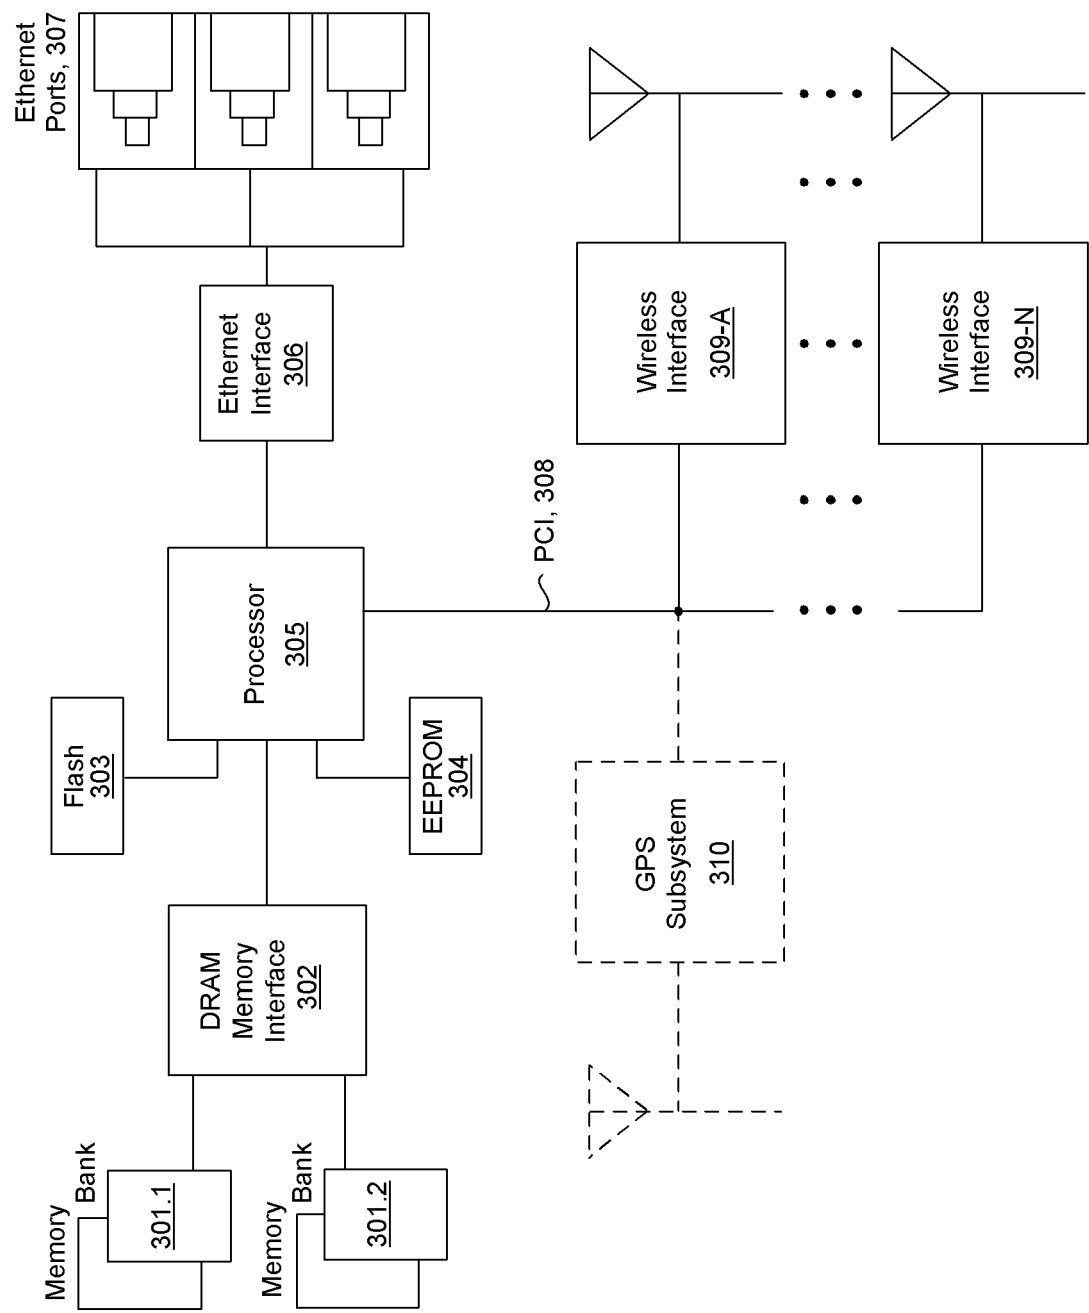 Memory
Bank
301.1
Memory
Bank
301.2
DRAM
Memory
Interface
302
Flash
303
EEPROM
304
Processor
305
Ethernet
Interface
306
Ethernet
Ports, 307
PCI, 308
GPS
Subsystem
310
Wireless
Interface
309-A
Wireless
Interface
309-N